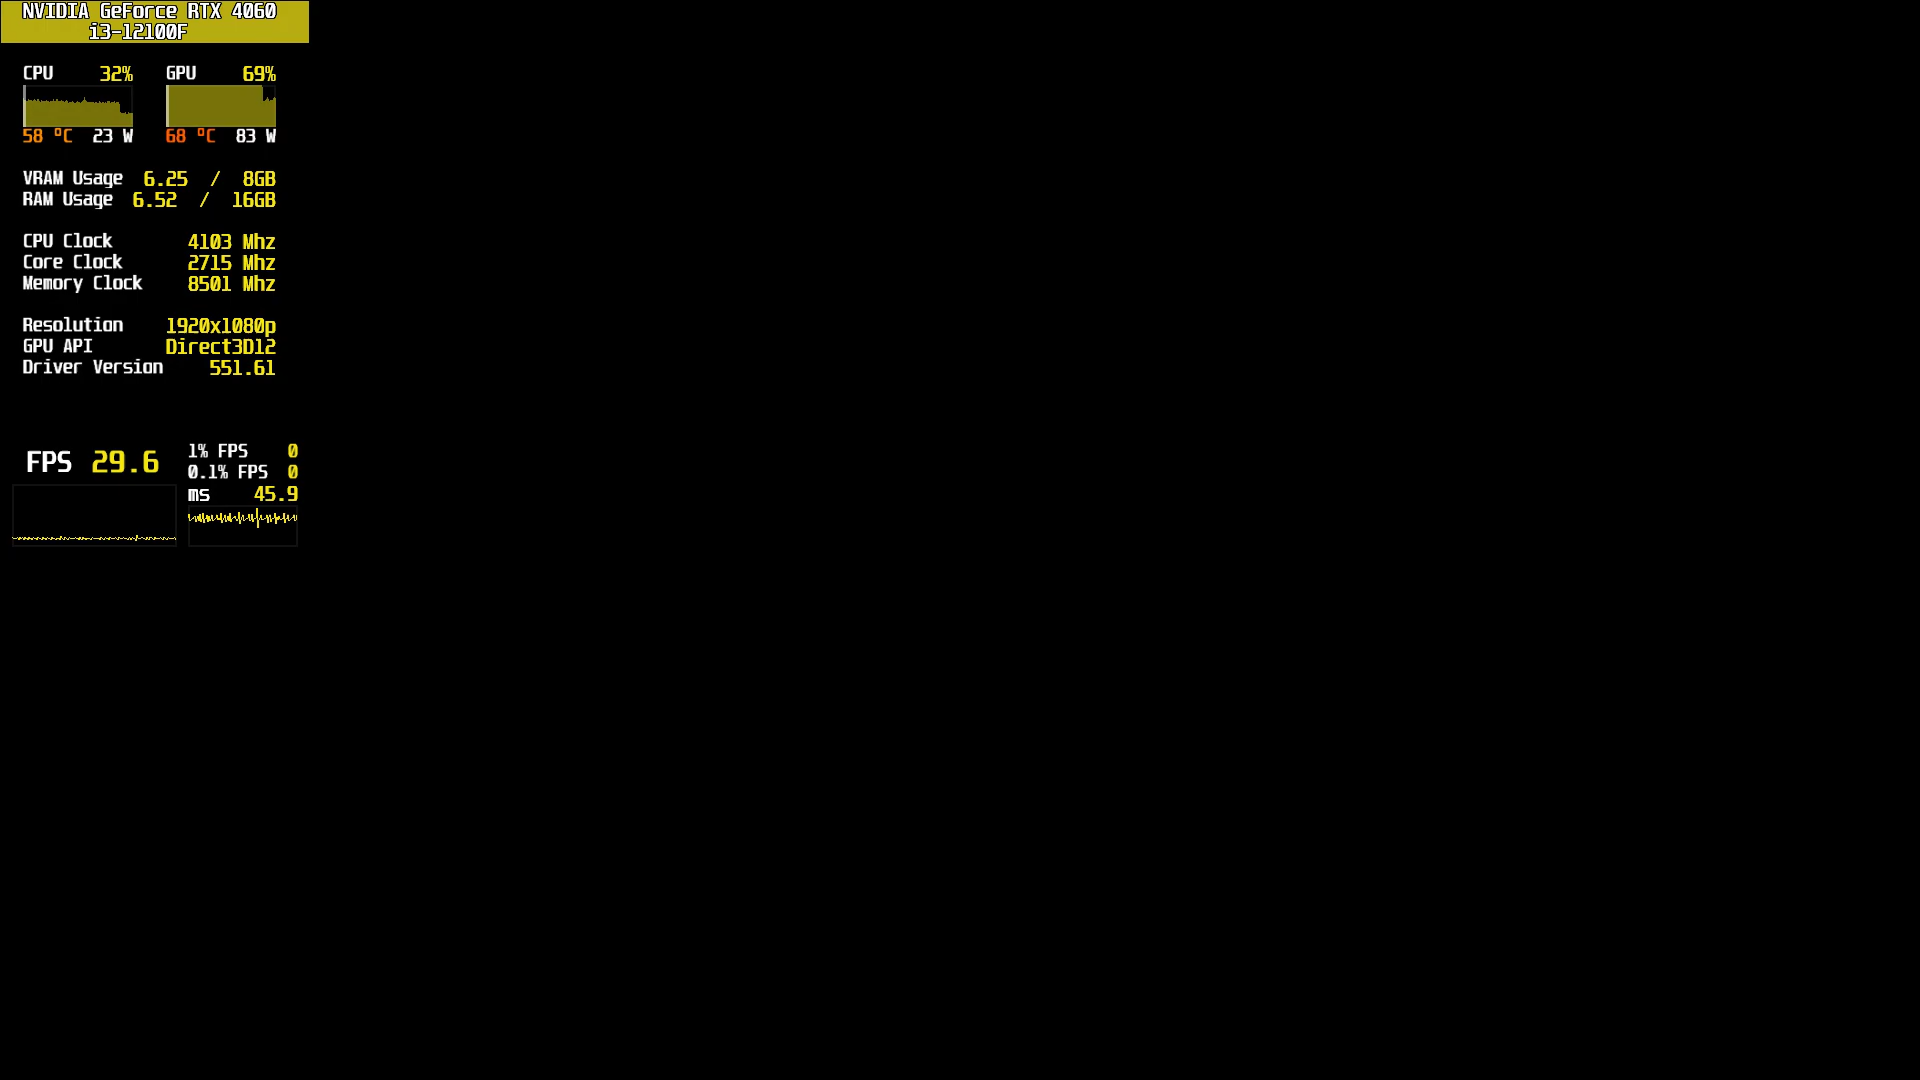 NVIDIA GeForce RTX 4060
i3-12100F
CPU 32% GPU 69%
58 °C 23 W 68 °C 83 W
VRAM Usage 6.25 / 8GB
RAM Usage 6.52 / 16GB
CPU Clock 4103 Mhz
Core Clock 2715 Mhz
Memory Clock 8501 Mhz
Resolution 1920x1080p
GPU API Direct3D12
Driver Version 551.61
FPS 29.6
1% FPS 0
0.1% FPS 0
ms 45.9